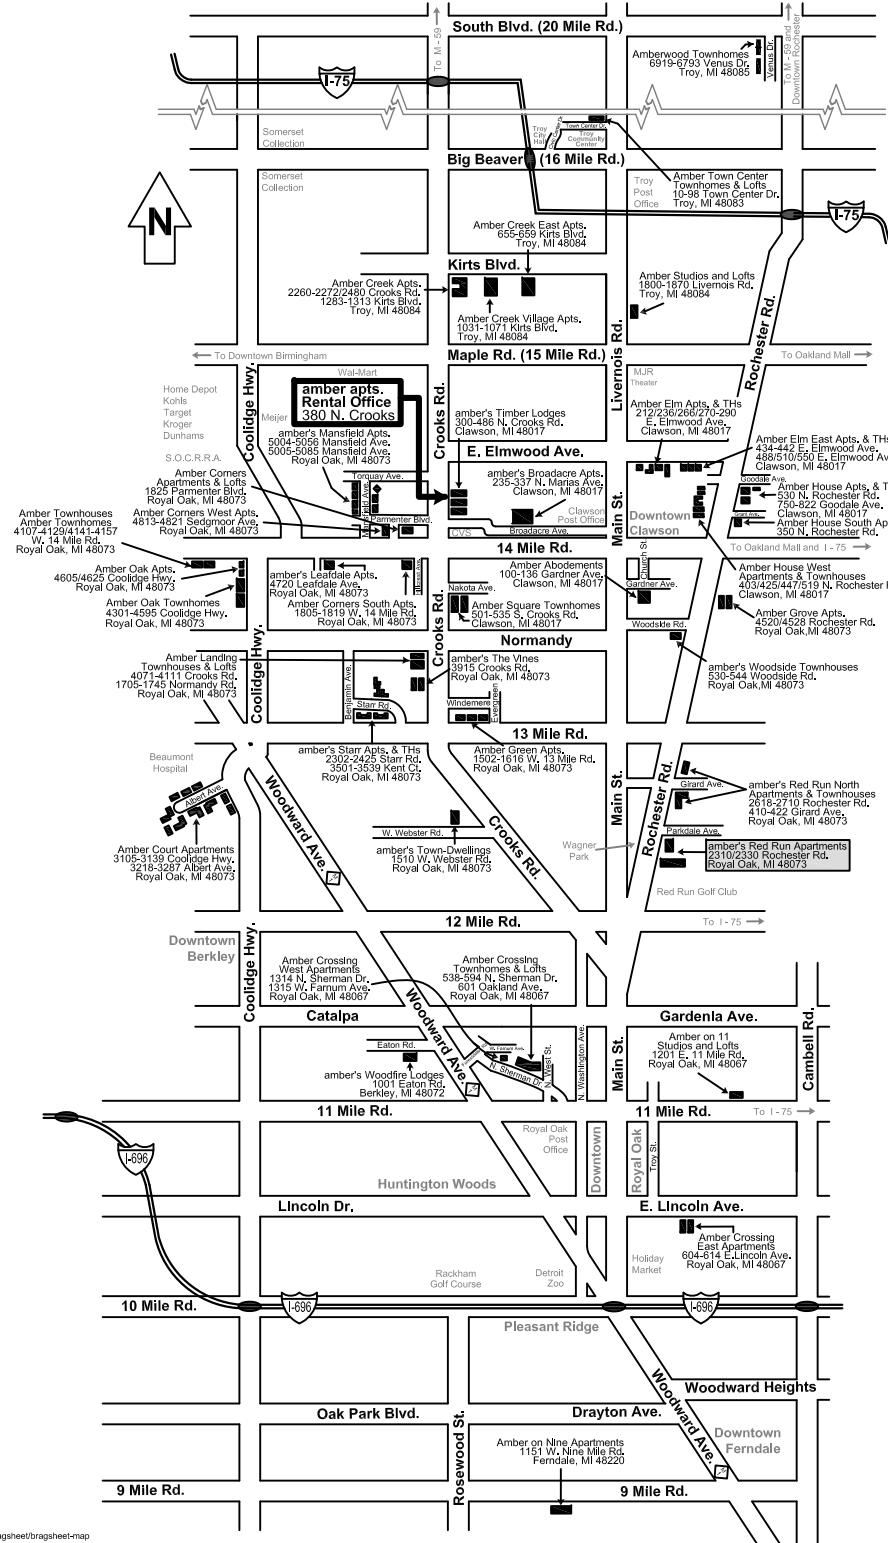 South Blvd. (20 Mile Rd.)
To M - 59
To M - 59 and
Downtown Rochester
Amberwood Townhomes
6919-6793 Venus Dr.
Troy, MI 48085
Venus Dr.
I-75
Somerset
Collection
Troy
City
Hall
Civic Center Dr.
Town Center Dr.
Troy
Community
Center
Big Beaver (16 Mile Rd.)
Somerset
Collection
Troy
Post
Office
Amber Town Center
Townhomes & Lofts
10-98 Town Center Dr.
Troy, MI 48083
N
I-75
Amber Creek East Apts.
655-659 Kirts Blvd.
Troy, MI 48084
Kirts Blvd.
Amber Creek Apts.
2260-2272/2480 Crooks Rd.
1283-1313 Kirts Blvd.
Troy, MI 48084
Amber Creek Village Apts.
1031-1071 Kirts Blvd.
Troy, MI 48084
Amber Studios and Lofts
1800-1870 Livernois Rd.
Troy, MI 48084
Livernois Rd.
Rochester Rd.
To Downtown Birmingham
Maple Rd. (15 Mile Rd.)
To Oakland Mall
Coolidge Hwy.
Wal-Mart
MJR
Theater
Home Depot
Kohls
Target
Kroger
Dunhams
Meijer
S.O.C.R.R.A.
amber apts.
Rental Office
380 N. Crooks
Crooks Rd.
amber's Timber Lodges
300-486 N. Crooks Rd.
Clawson, MI 48017
Amber Elm Apts. & THs
212/236/266/270-290
E. Elmwood Ave.
Clawson, MI 48017
amber's Mansfield Apts.
5004-5056 Mansfield Ave.
5005-5085 Mansfield Ave.
Royal Oak, MI 48073
E. Elmwood Ave.
Amber Elm East Apts. & THs
434-442 E. Elmwood Ave.
488/510/550 E. Elmwood Av
Clawson, MI 48017
Amber Corners
Apartments & Lofts
1825 Parmenter Blvd.
Royal Oak, MI 48073
Torquay Ave.
Mansfield Ave.
Parmenter Blvd.
amber's Broadacre Apts.
235-337 N. Marias Ave.
Clawson, MI 48017
Goodale Ave.
Amber House Apts. & T
530 N. Rochester Rd.
750-822 Goodale Ave.
Clawson, MI 48017
Grant Ave.
Amber House South Ap
350 N. Rochester Rd.
Amber Corners West Apts.
4813-4821 Sedgmoor Ave.
Royal Oak, MI 48073
Clawson
Post Office
CVS
Broadacre Ave.
Main St.
Downtown
Clawson
Amber Townhouses
Amber Townhomes
4107-4129/4141-4157
W. 14 Mile Rd.
Royal Oak, MI 48073
14 Mile Rd.
To Oakland Mall and I - 75
Church St.
Amber Oak Apts.
4605/4625 Coolidge Hwy.
Royal Oak, MI 48073
amber's Leafdale Apts.
4720 Leafdale Ave.
Royal Oak, MI 48073
Nakota Ave.
Amber Abodements
100-136 Gardner Ave.
Clawson, MI 48017
Gardner Ave.
Amber House West
Apartments & Townhouses
403/425/447/519 N. Rochester R
Clawson, MI 48017
Amber Oak Townhomes
4301-4595 Coolidge Hwy.
Royal Oak, MI 48073
Amber Corners South Apts.
1805-1819 W. 14 Mile Rd.
Royal Oak, MI 48073
Crooks Rd.
Amber Square Townhomes
501-535 S. Crooks Rd.
Clawson, MI 48017
Amber Grove Apts.
4520/4528 Rochester Rd.
Royal Oak,MI 48073
Woodside Rd.
Normandy
Coolidge Hwy.
Amber Landing
Townhouses & Lofts
4071-4111 Crooks Rd.
1705-1745 Normandy Rd.
Royal Oak, MI 48073
amber's The Vines
3915 Crooks Rd.
Royal Oak, MI 48073
amber's Woodside Townhouses
530-544 Woodside Rd.
Royal Oak,MI 48073
Benjamin Ave.
Starr Rd.
Windemere
Evergreen
13 Mile Rd.
amber's Starr Apts. & THs
2302-2425 Starr Rd.
3501-3539 Kent Ct.
Royal Oak, MI 48073
Amber Green Apts.
1502-1616 W. 13 Mile Rd.
Royal Oak, MI 48073
Beaumont
Hospital
Albert Ave.
Woodward Ave.
Main St.
Rochester Rd.
Girard Ave.
amber's Red Run North
Apartments & Townhouses
2618-2710 Rochester Rd.
410-422 Girard Ave.
Royal Oak, MI 48073
Parkdale Ave.
W. Webster Rd.
Crooks Rd.
Amber Court Apartments
3105-3139 Coolidge Hwy.
3218-3287 Albert Ave.
Royal Oak, MI 48073
amber's Town-Dwellings
1510 W. Webster Rd.
Royal Oak, MI 48073
Wagner
Park
amber's Red Run Apartments
2310/2330 Rochester Rd.
Royal Oak, MI 48073
Red Run Golf Club
12 Mile Rd.
To I - 75
Downtown
Berkley
Coolidge Hwy.
Amber Crossing
West Apartments
1314 N. Sherman Dr.
1315 W. Farnum Ave.
Royal Oak, MI 48067
Amber Crossing
Townhomes & Lofts
538-594 N. Sherman Dr.
601 Oakland Ave.
Royal Oak, MI 48067
Woodward Ave.
Catalpa
Gardenia Ave.
Cambell Rd.
Eaton Rd.
W. Farnum Ave.
N. Sherman Dr.
N. West St.
N. Washington Ave.
Main St.
Amber on 11
Studios and Lofts
1201 E. 11 Mile Rd.
Royal Oak, MI 48067
amber's Woodfire Lodges
1001 Eaton Rd.
Berkley, MI 48072
11 Mile Rd.
11 Mile Rd.
To I - 75
I-696
Royal Oak
Post
Office
Downtown
Royal Oak
Troy St.
Huntington Woods
Lincoln Dr.
E. Lincoln Ave.
Amber Crossing
East Apartments
604-614 E.Lincoln Ave.
Royal Oak, MI 48067
Rackham
Golf Course
Detroit
Zoo
Holiday
Market
10 Mile Rd.
I-696
I-696
Pleasant Ridge
Woodward Ave.
Woodward Heights
Oak Park Blvd.
Drayton Ave.
Rosewood St.
Downtown
Ferndale
Amber on Nine Apartments
1151 W. Nine Mile Rd.
Ferndale, MI 48220
9 Mile Rd.
9 Mile Rd.
agsheet/bragsheet-map